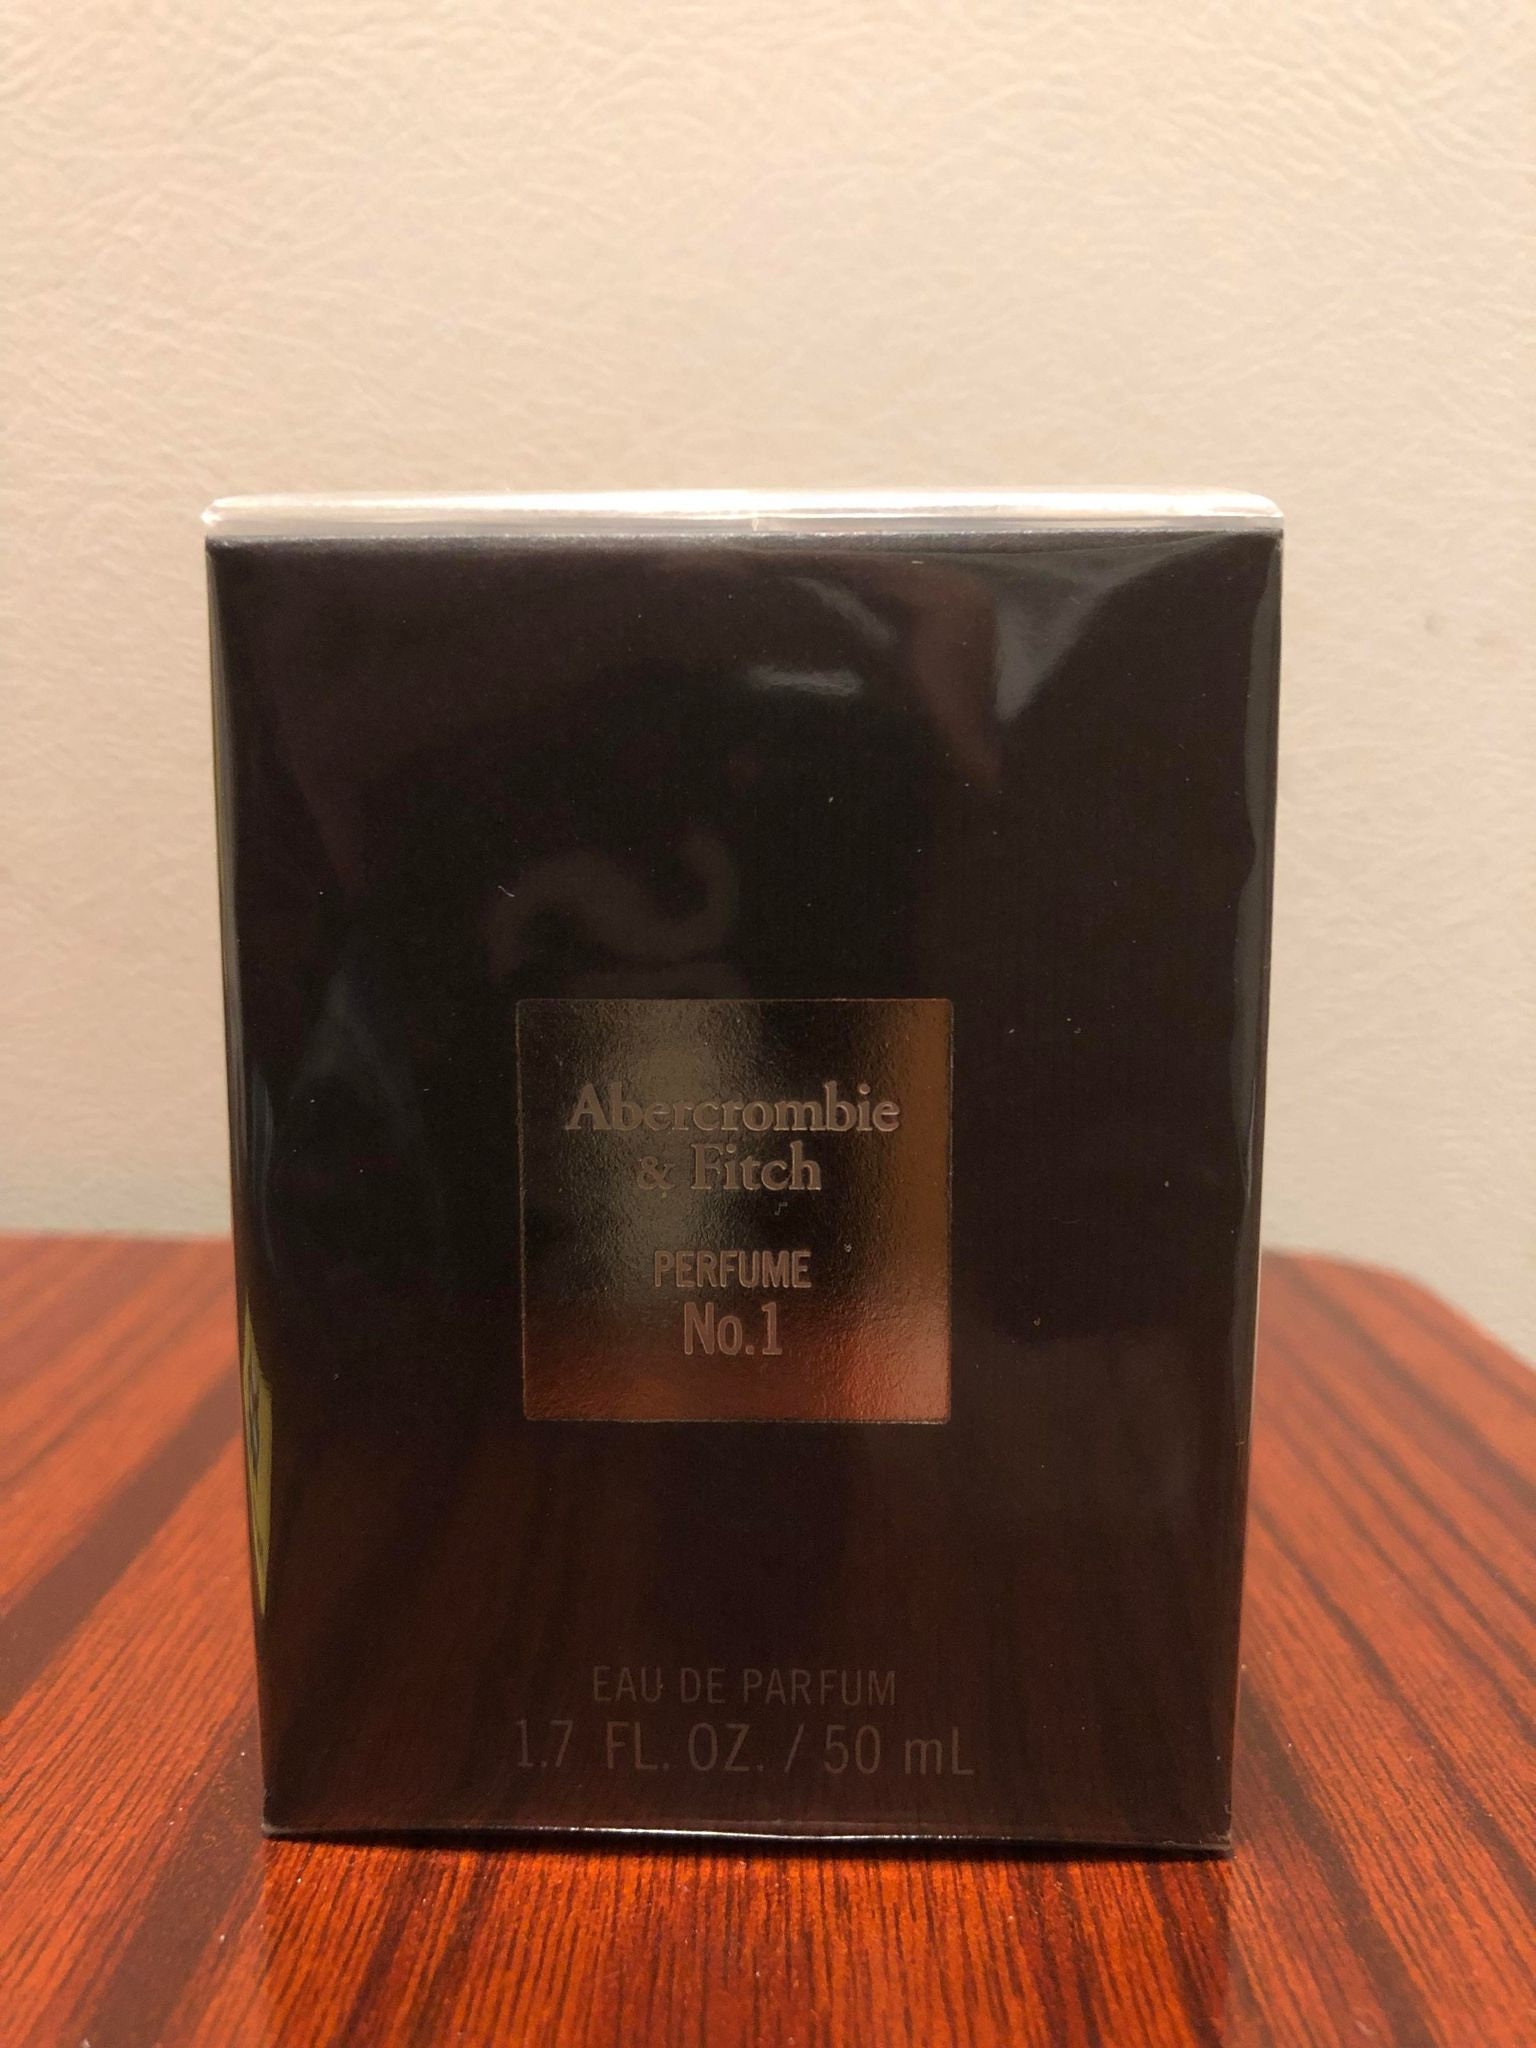 Abercrombie
& Fitch
PERFUME
No.1
EAU DE PARFUM
1.7 FL. OZ. / 50 mL